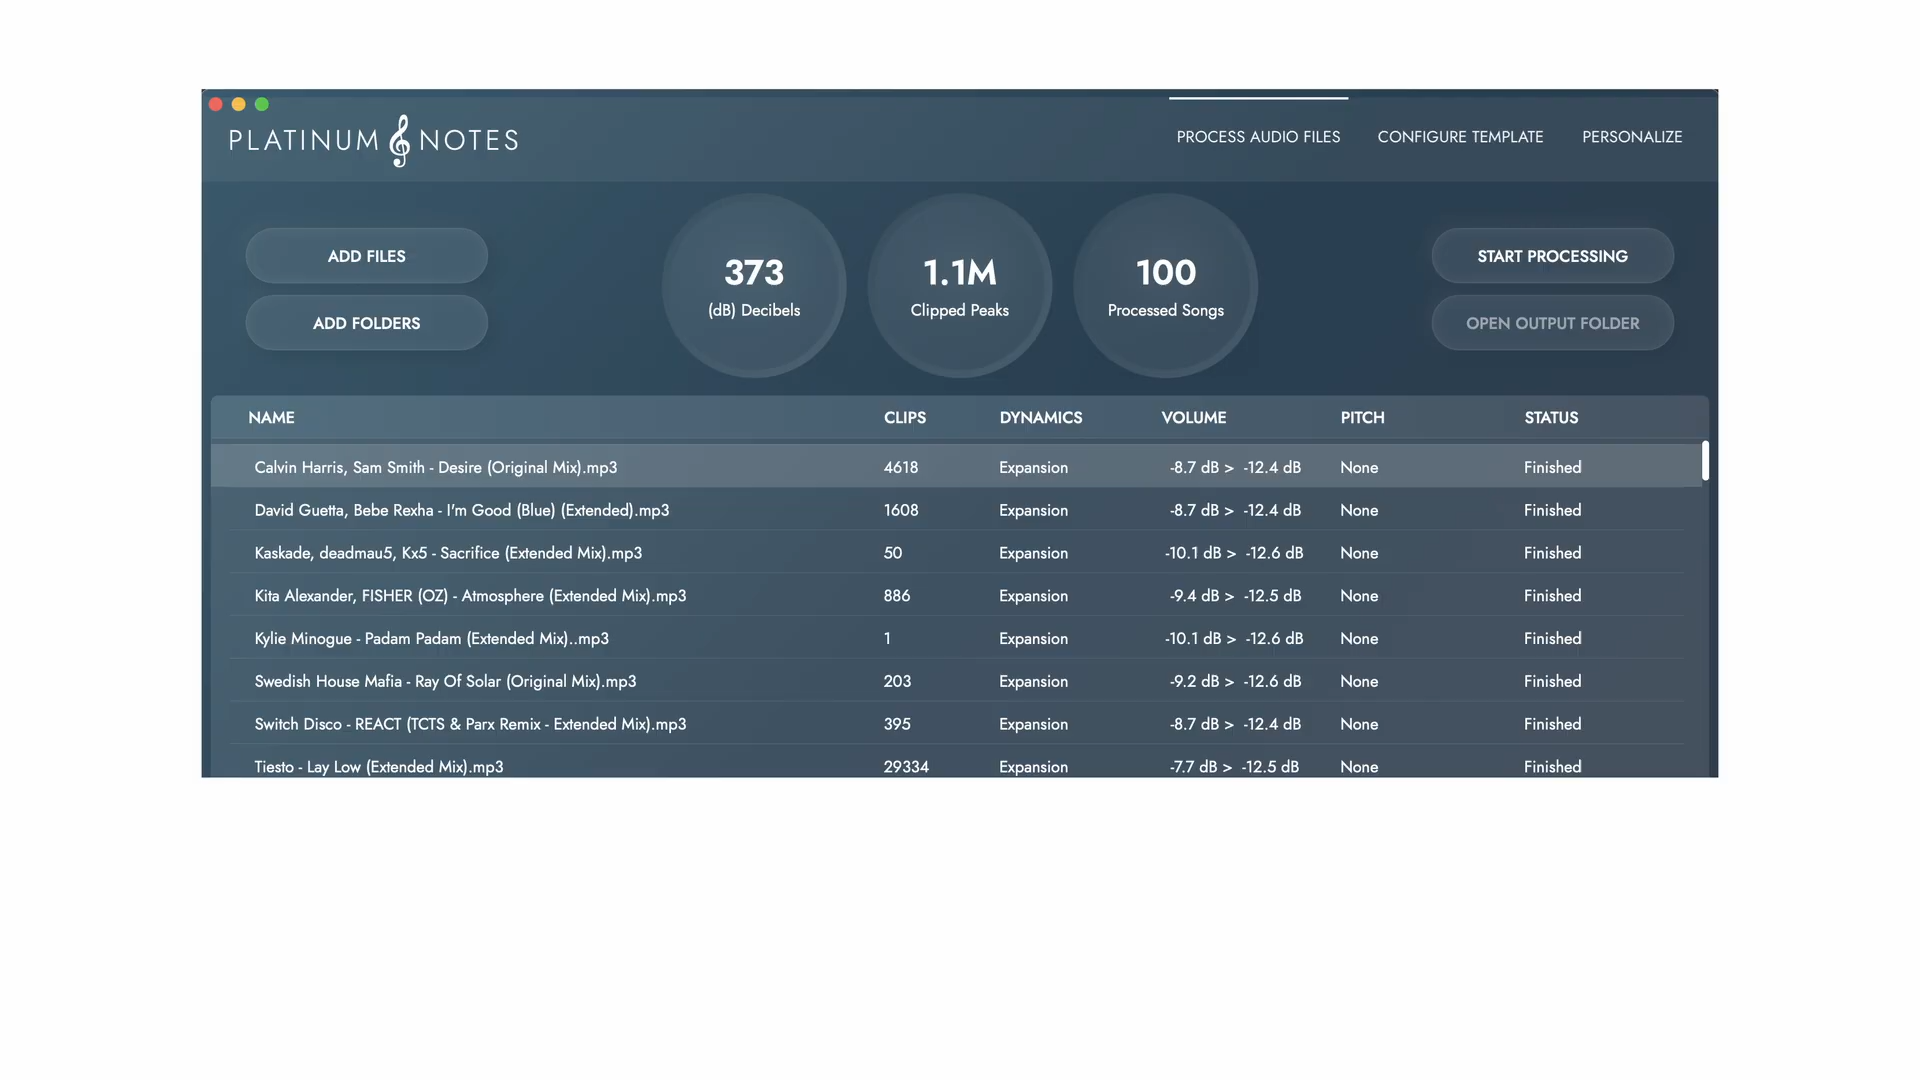 PLATINUM NOTES
PROCESS AUDIO FILES CONFIGURE TEMPLATE PERSONALIZE
ADD FILES
ADD FOLDERS
373
(dB) Decibels
1.1M
Clipped Peaks
100
Processed Songs
START PROCESSING
OPEN OUTPUT FOLDER
NAME CLIPS DYNAMICS VOLUME PITCH STATUS
Calvin Harris, Sam Smith - Desire (Original Mix).mp3 4618 Expansion -8.7 dB > -12.4 dB None Finished
David Guetta, Bebe Rexha - I'm Good (Blue) (Extended).mp3 1608 Expansion -8.7 dB > -12.4 dB None Finished
Kaskade, deadmau5, Kx5 - Sacrifice (Extended Mix).mp3 50 Expansion -10.1 dB > -12.6 dB None Finished
Kita Alexander, FISHER (OZ) - Atmosphere (Extended Mix).mp3 886 Expansion -9.4 dB > -12.5 dB None Finished
Kylie Minogue - Padam Padam (Extended Mix)..mp3 1 Expansion -10.1 dB > -12.6 dB None Finished
Swedish House Mafia - Ray Of Solar (Original Mix).mp3 203 Expansion -9.2 dB > -12.6 dB None Finished
Switch Disco - REACT (TCTS & Parx Remix - Extended Mix).mp3 395 Expansion -8.7 dB > -12.4 dB None Finished
Tiesto - Lay Low (Extended Mix).mp3 29334 Expansion -7.7 dB > -12.5 dB None Finished